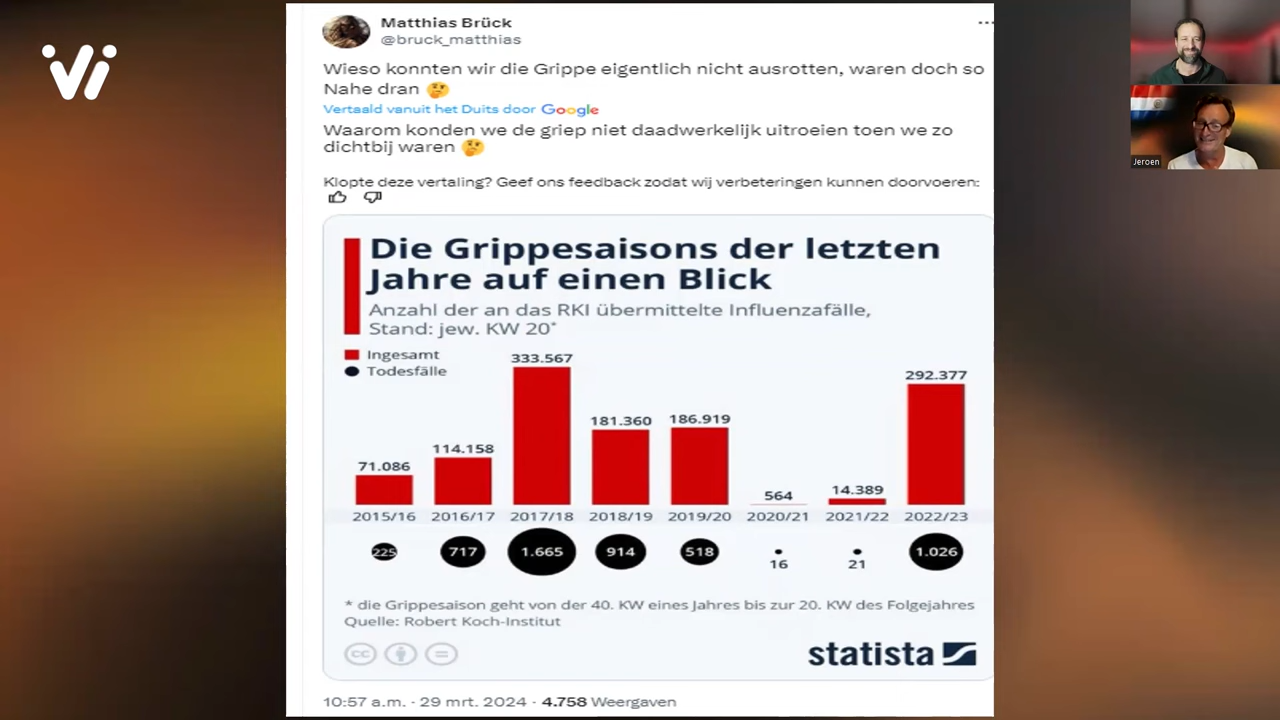 Vi
Matthias Brück
@bruck_matthias
Wieso konnten wir die Grippe eigentlich nicht ausrotten, waren doch so
Nahe dran 🤔
Vertaald vanuit het Duits door Google
Waarom konden we de griep niet daadwerkelijk uitroeien toen we zo
dichtbij waren 🤔
Klopte deze vertaling? Geef ons feedback zodat wij verbeteringen kunnen doorvoeren:
Die Grippesaisons der letzten
Jahre auf einen Blick
Anzahl der an das RKI übermittelte Influenzafälle,
Stand: jew. KW 20*
Ingesamt
Todesfälle
71.086 114.158 333.567 181.360 186.919 564 14.389 292.377
2015/16 2016/17 2017/18 2018/19 2019/20 2020/21 2021/22 2022/23
225 717 1.665 914 518 16 21 1.026
* die Grippesaison geht von der 40. KW eines Jahres bis zur 20. KW des Folgejahres
Quelle: Robert Koch-Institut
cc
statista
10:57 a.m. · 29 mrt. 2024 · 4.758 Weergaven
Jeroen